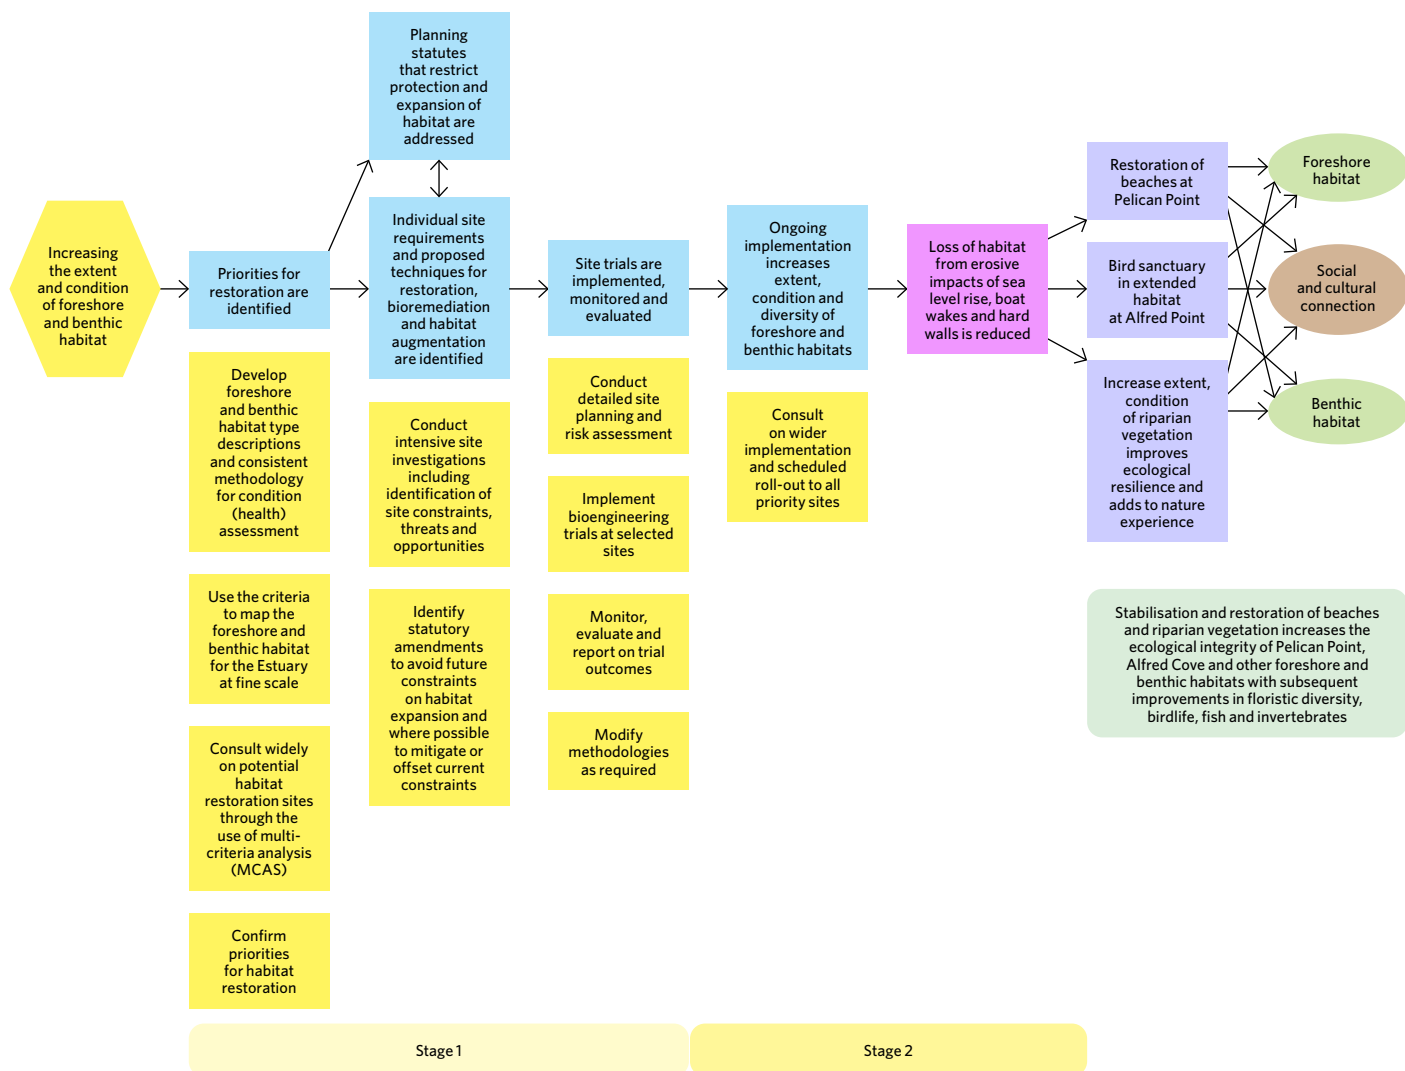 Increasing
the extent
and condition
of foreshore
and benthic
habitat
Priorities for
restoration are
identified
Develop
foreshore
and benthic
habitat type
descriptions
and consistent
methodology
for condition
(health)
assessment
Use the criteria
to map the
foreshore and
benthic habitat
for the Estuary
at fine scale
Consult widely
on potential
habitat
restoration sites
through the
use of multi-
criteria analysis
(MCAS)
Confirm
priorities
for habitat
restoration
Planning
statutes
that restrict
protection and
expansion of
habitat are
addressed
Individual site
requirements
and proposed
techniques for
restoration,
bioremediation
and habitat
augmentation
are identified
Conduct
intensive site
investigations
including
identification of
site constraints,
threats and
opportunities
Identify
statutory
amendments
to avoid future
constraints
on habitat
expansion and
where possible
to mitigate or
offset current
constraints
Site trials are
implemented,
monitored and
evaluated
Conduct
detailed site
planning and
risk assessment
Implement
bioengineering
trials at selected
sites
Monitor,
evaluate and
report on trial
outcomes
Modify
methodologies
as required
Ongoing
implementation
increases
extent,
condition and
diversity of
foreshore and
benthic habitats
Consult
on wider
implementation
and scheduled
roll-out to all
priority sites
Loss of habitat
from erosive
impacts of sea
level rise, boat
wakes and hard
walls is reduced
Restoration of
beaches at
Pelican Point
Bird sanctuary
in extended
habitat
at Alfred Point
Increase extent,
condition
of riparian
vegetation
improves
ecological
resilience and
adds to nature
experience
Foreshore
habitat
Social
and cultural
connection
Benthic
habitat
Stabilisation and restoration of beaches
and riparian vegetation increases the
ecological integrity of Pelican Point,
Alfred Cove and other foreshore and
benthic habitats with subsequent
improvements in floristic diversity,
birdlife, fish and invertebrates
Stage 1
Stage 2